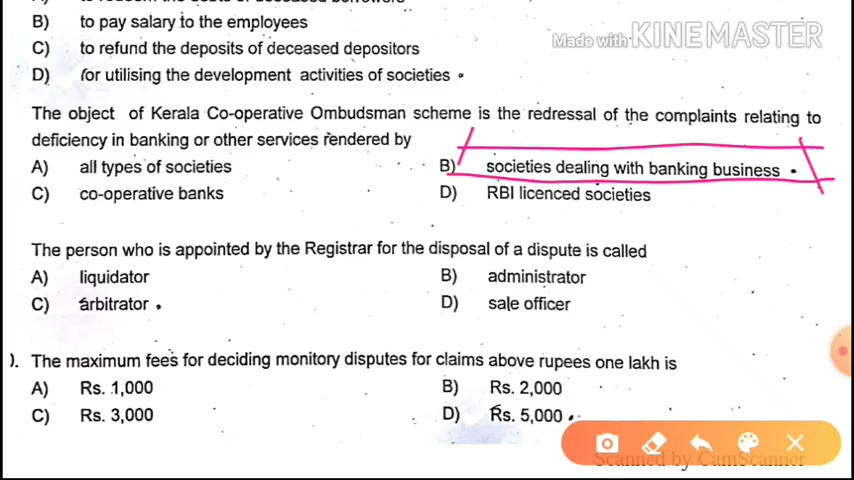 B) to pay salary to the employees
Made with KINEMASTER
C) to refund the deposits of deceased depositors
D) for utilising the development activities of societies
The object of Kerala Co-operative Ombudsman scheme is the redressal of the complaints relating to
deficiency in banking or other services rendered by
A) all types of societies B) societies dealing with banking business
C) co-operative banks D) RBI licenced societies
The person who is appointed by the Registrar for the disposal of a dispute is called
A) liquidator B) administrator
C) arbitrator D) sale officer
). The maximum fees for deciding monitory disputes for claims above rupees one lakh is
A) Rs. 1,000 B) Rs. 2,000
C) Rs. 3,000 D) Rs. 5,000
Scanned by CamScanner